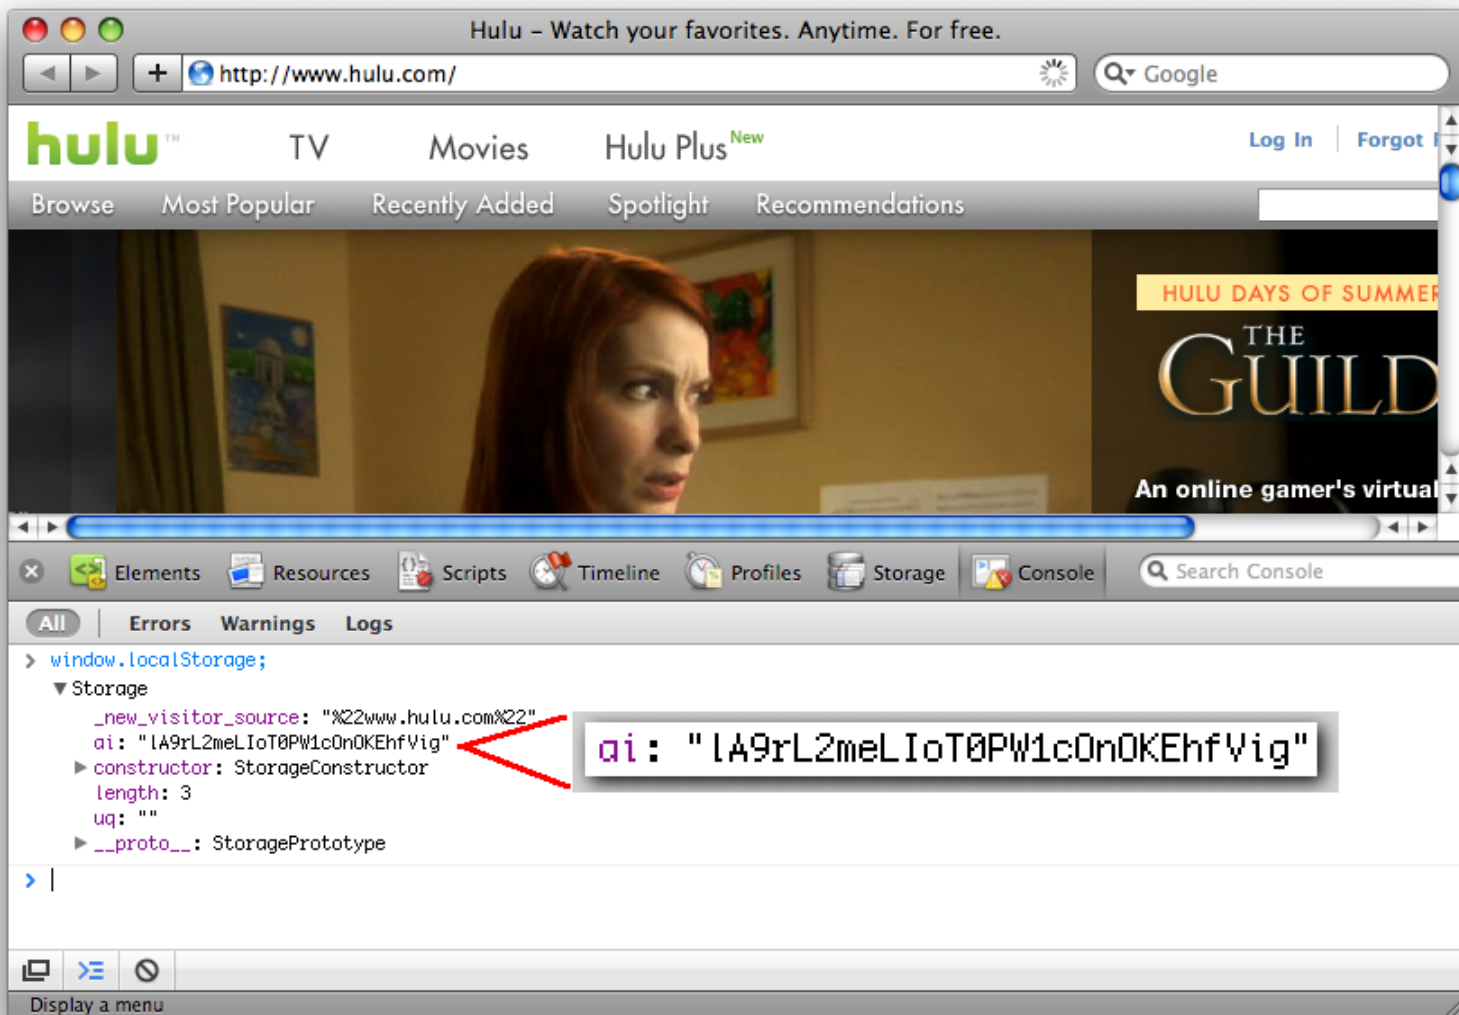 Hulu – Watch your favorites. Anytime. For free.
http://www.hulu.com/
Google
hulu™
TV
Movies
Hulu Plus New
Log In
Forgot
Browse
Most Popular
Recently Added
Spotlight
Recommendations
HULU DAYS OF SUMMER
THE
GUILD
An online gamer's virtual
Elements
Resources
Scripts
Timeline
Profiles
Storage
Console
Search Console
All
Errors
Warnings
Logs
window.localStorage;
Storage
_new_visitor_source: "%22www.hulu.com%22"
ai: "lA9rL2meLIoT0PW1cOnOKEhfVig"
ai: "lA9rL2meLIoT0PW1cOnOKEhfVig"
constructor: StorageConstructor
length: 3
uq: ""
__proto__: StoragePrototype
Display a menu